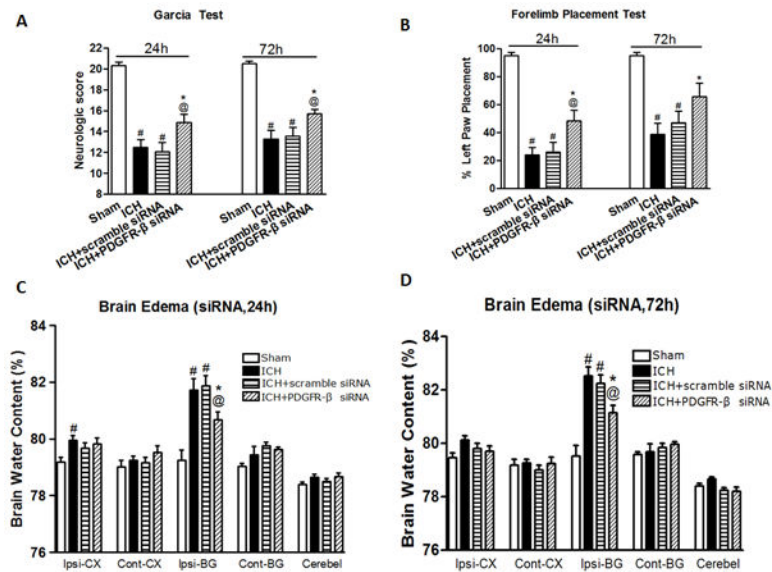 A
Garcia Test
24h
72h
Neurologic score
22
20
18
16
14
12
10
8
# # * @
# # * @
Sham
ICH
ICH+scramble siRNA
ICH+PDGFR-β siRNA
Sham
ICH
ICH+scramble siRNA
ICH+PDGFR-β siRNA
B
Forelimb Placement Test
24h
72h
% Left Paw Placement
100
80
60
40
20
0
# # * @
# # *
Sham
ICH
ICH+scramble siRNA
ICH+PDGFR-β siRNA
Sham
ICH
ICH+scramble siRNA
ICH+PDGFR-β siRNA
C
Brain Edema (siRNA,24h)
Brain Water Content (%)
84
82
80
78
76
Sham
ICH
ICH+scramble siRNA
ICH+PDGFR-β siRNA
#
# # * @
Ipsi-CX Cont-CX Ipsi-BG Cont-BG Cerebel
D
Brain Edema (siRNA,72h)
Brain Water Content (%)
84
82
80
78
76
Sham
ICH
ICH+scramble siRNA
ICH+PDGFR-β siRNA
# # * @
Ipsi-CX Cont-CX Ipsi-BG Cont-BG Cerebel